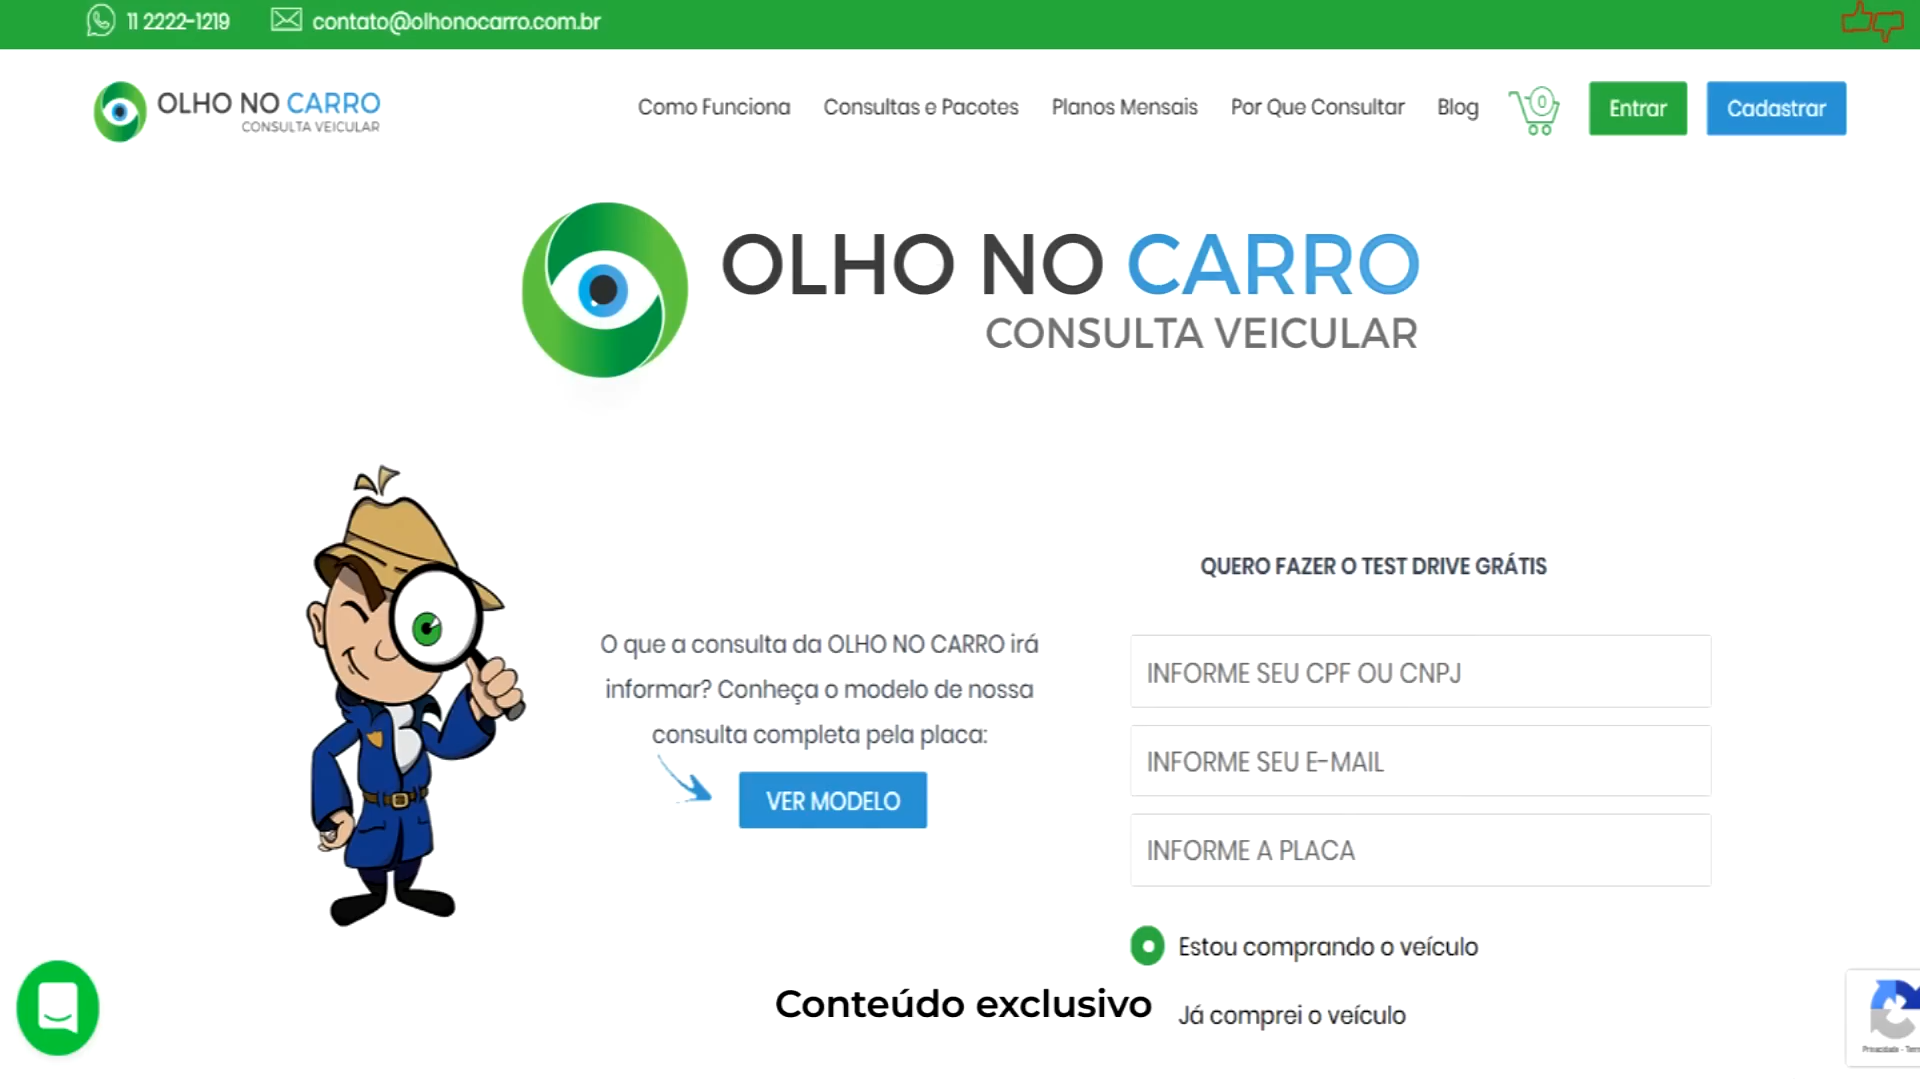 11 2222-1219
contato@olhonocarro.com.br
OLHO NO CARRO
CONSULTA VEICULAR
Como Funciona
Consultas e Pacotes
Planos Mensais
Por Que Consultar
Blog
0
Entrar
Cadastrar
OLHO NO CARRO
CONSULTA VEICULAR
O que a consulta da OLHO NO CARRO irá
informar? Conheça o modelo de nossa
consulta completa pela placa:
VER MODELO
QUERO FAZER O TEST DRIVE GRÁTIS
INFORME SEU CPF OU CNPJ
INFORME SEU E-MAIL
INFORME A PLACA
Estou comprando o veículo
Já comprei o veículo
Conteúdo exclusivo
Privacidade -